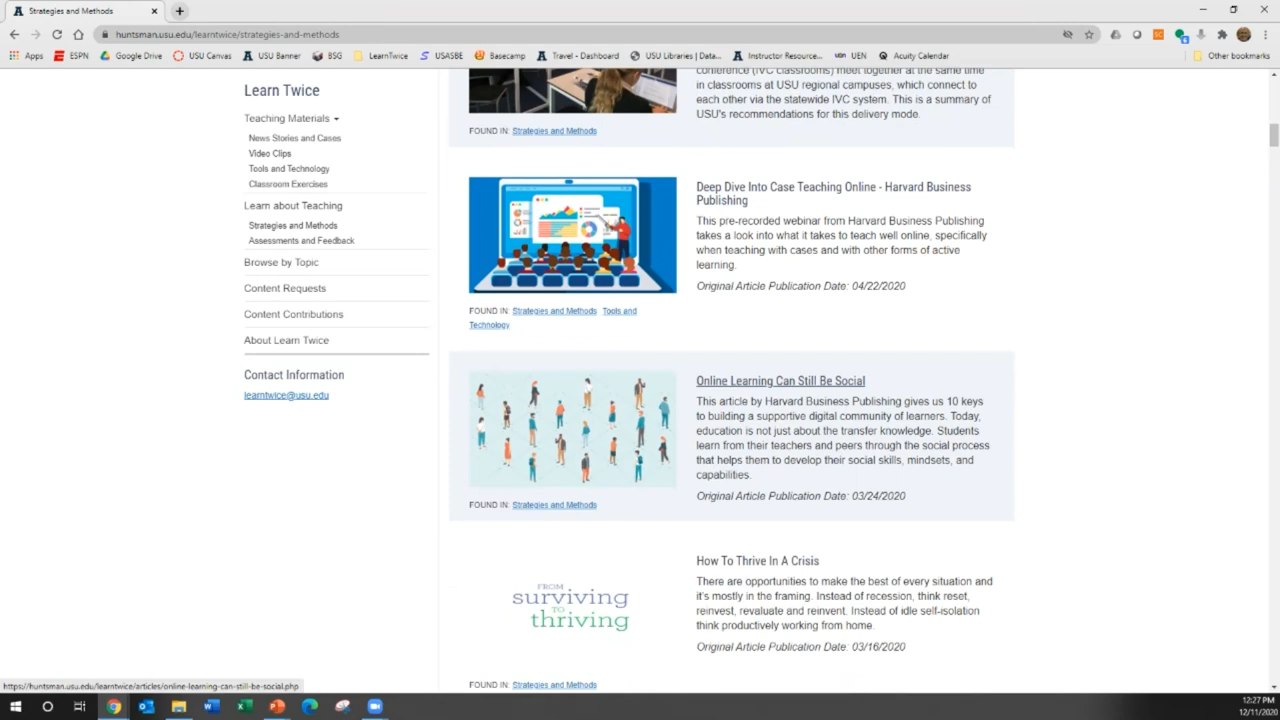 Strategies and Methods
huntsman.usu.edu/learntwice/strategies-and-methods
Apps ESPN Google Drive USU Canvas USU Banner BSG LearnTwice USASBE Basecamp Travel - Dashboard USU Libraries | Data... Instructor Resource... UEN Acuity Calendar Other bookmarks
Learn Twice
Teaching Materials
News Stories and Cases
Video Clips
Tools and Technology
Classroom Exercises
Learn about Teaching
Strategies and Methods
Assessments and Feedback
Browse by Topic
Content Requests
Content Contributions
About Learn Twice
Contact Information
learntwice@usu.edu
conference (IVC classrooms) meet together at the same time
in classrooms at USU regional campuses, which connect to
each other via the statewide IVC system. This is a summary of
USU's recommendations for this delivery mode.
FOUND IN: Strategies and Methods
Deep Dive Into Case Teaching Online - Harvard Business
Publishing
This pre-recorded webinar from Harvard Business Publishing
takes a look into what it takes to teach well online, specifically
when teaching with cases and with other forms of active
learning.
Original Article Publication Date: 04/22/2020
FOUND IN: Strategies and Methods Tools and
Technology
Online Learning Can Still Be Social
This article by Harvard Business Publishing gives us 10 keys
to building a supportive digital community of learners. Today,
education is not just about the transfer knowledge. Students
learn from their teachers and peers through the social process
that helps them to develop their social skills, mindsets, and
capabilities.
Original Article Publication Date: 03/24/2020
FOUND IN: Strategies and Methods
FROM
surviving
TO
thriving
How To Thrive In A Crisis
There are opportunities to make the best of every situation and
it's mostly in the framing. Instead of recession, think reset,
reinvest, revaluate and reinvent. Instead of idle self-isolation
think productively working from home.
Original Article Publication Date: 03/16/2020
FOUND IN: Strategies and Methods
https://huntsman.usu.edu/learntwice/articles/online-learning-can-still-be-social.php
12:27 PM
12/11/2020